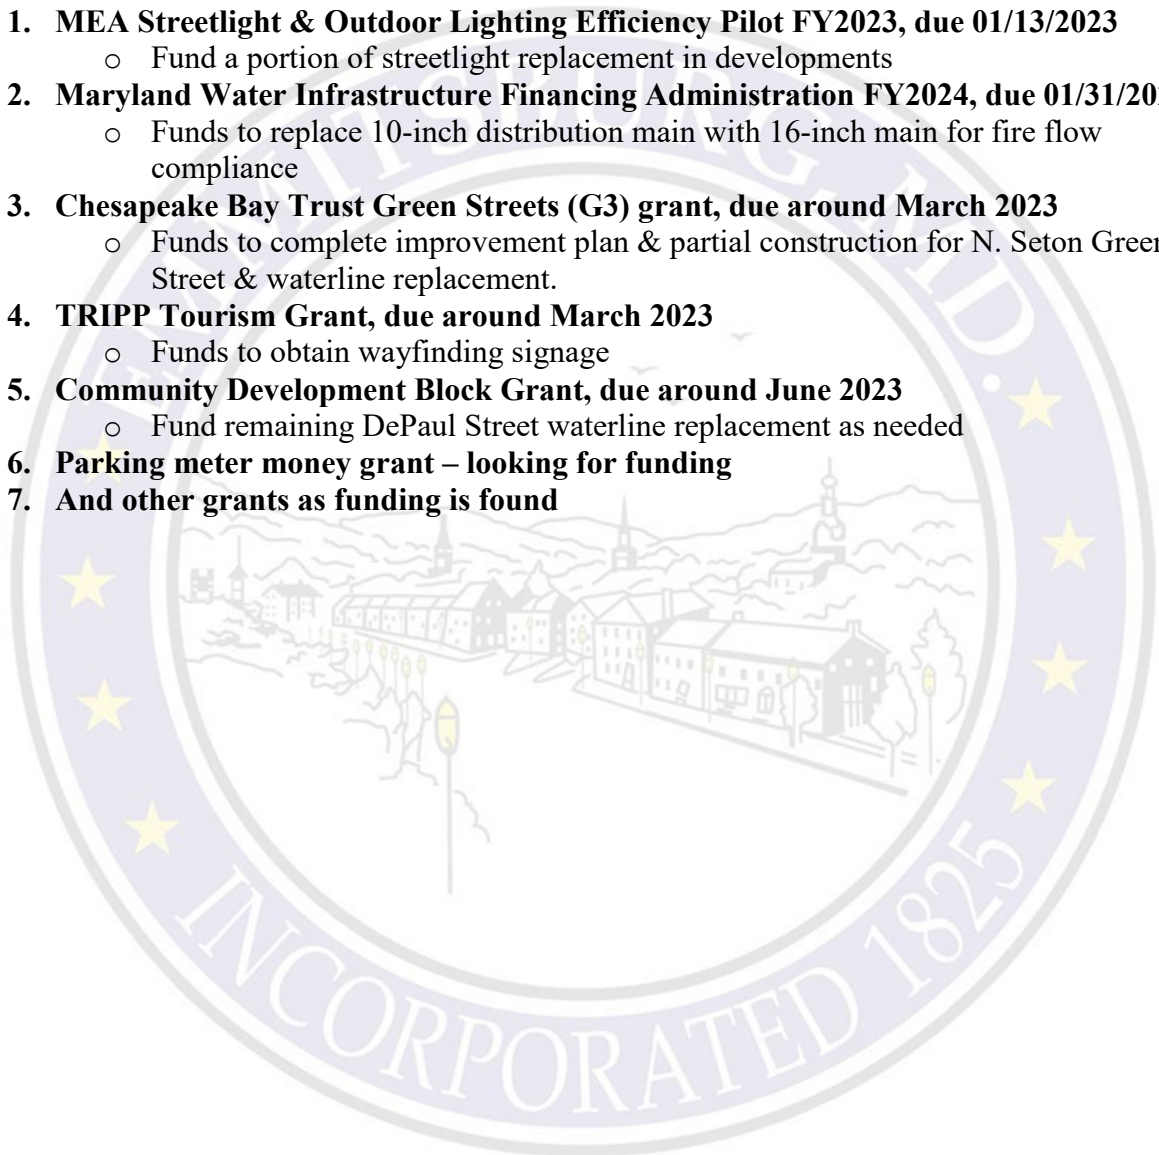 1. MEA Streetlight & Outdoor Lighting Efficiency Pilot FY2023, due 01/13/2023
o Fund a portion of streetlight replacement in developments
2. Maryland Water Infrastructure Financing Administration FY2024, due 01/31/20
o Funds to replace 10-inch distribution main with 16-inch main for fire flow
compliance
3. Chesapeake Bay Trust Green Streets (G3) grant, due around March 2023
o Funds to complete improvement plan & partial construction for N. Seton Green
Street & waterline replacement.
4. TRIPP Tourism Grant, due around March 2023
o Funds to obtain wayfinding signage
5. Community Development Block Grant, due around June 2023
o Fund remaining DePaul Street waterline replacement as needed
6. Parking meter money grant – looking for funding
7. And other grants as funding is found
EMMITSBURG, MD.
INCORPORATED 1825